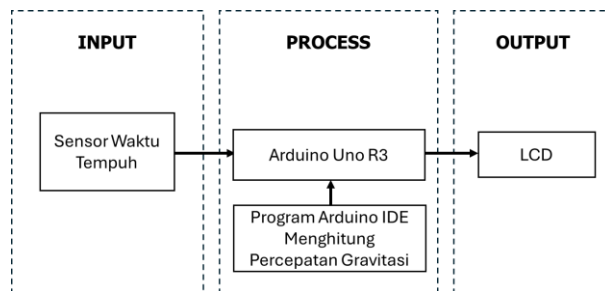 INPUT
PROCESS
OUTPUT
Sensor Waktu
Tempuh
Arduino Uno R3
LCD
Program Arduino IDE
Menghitung
Percepatan Gravitasi